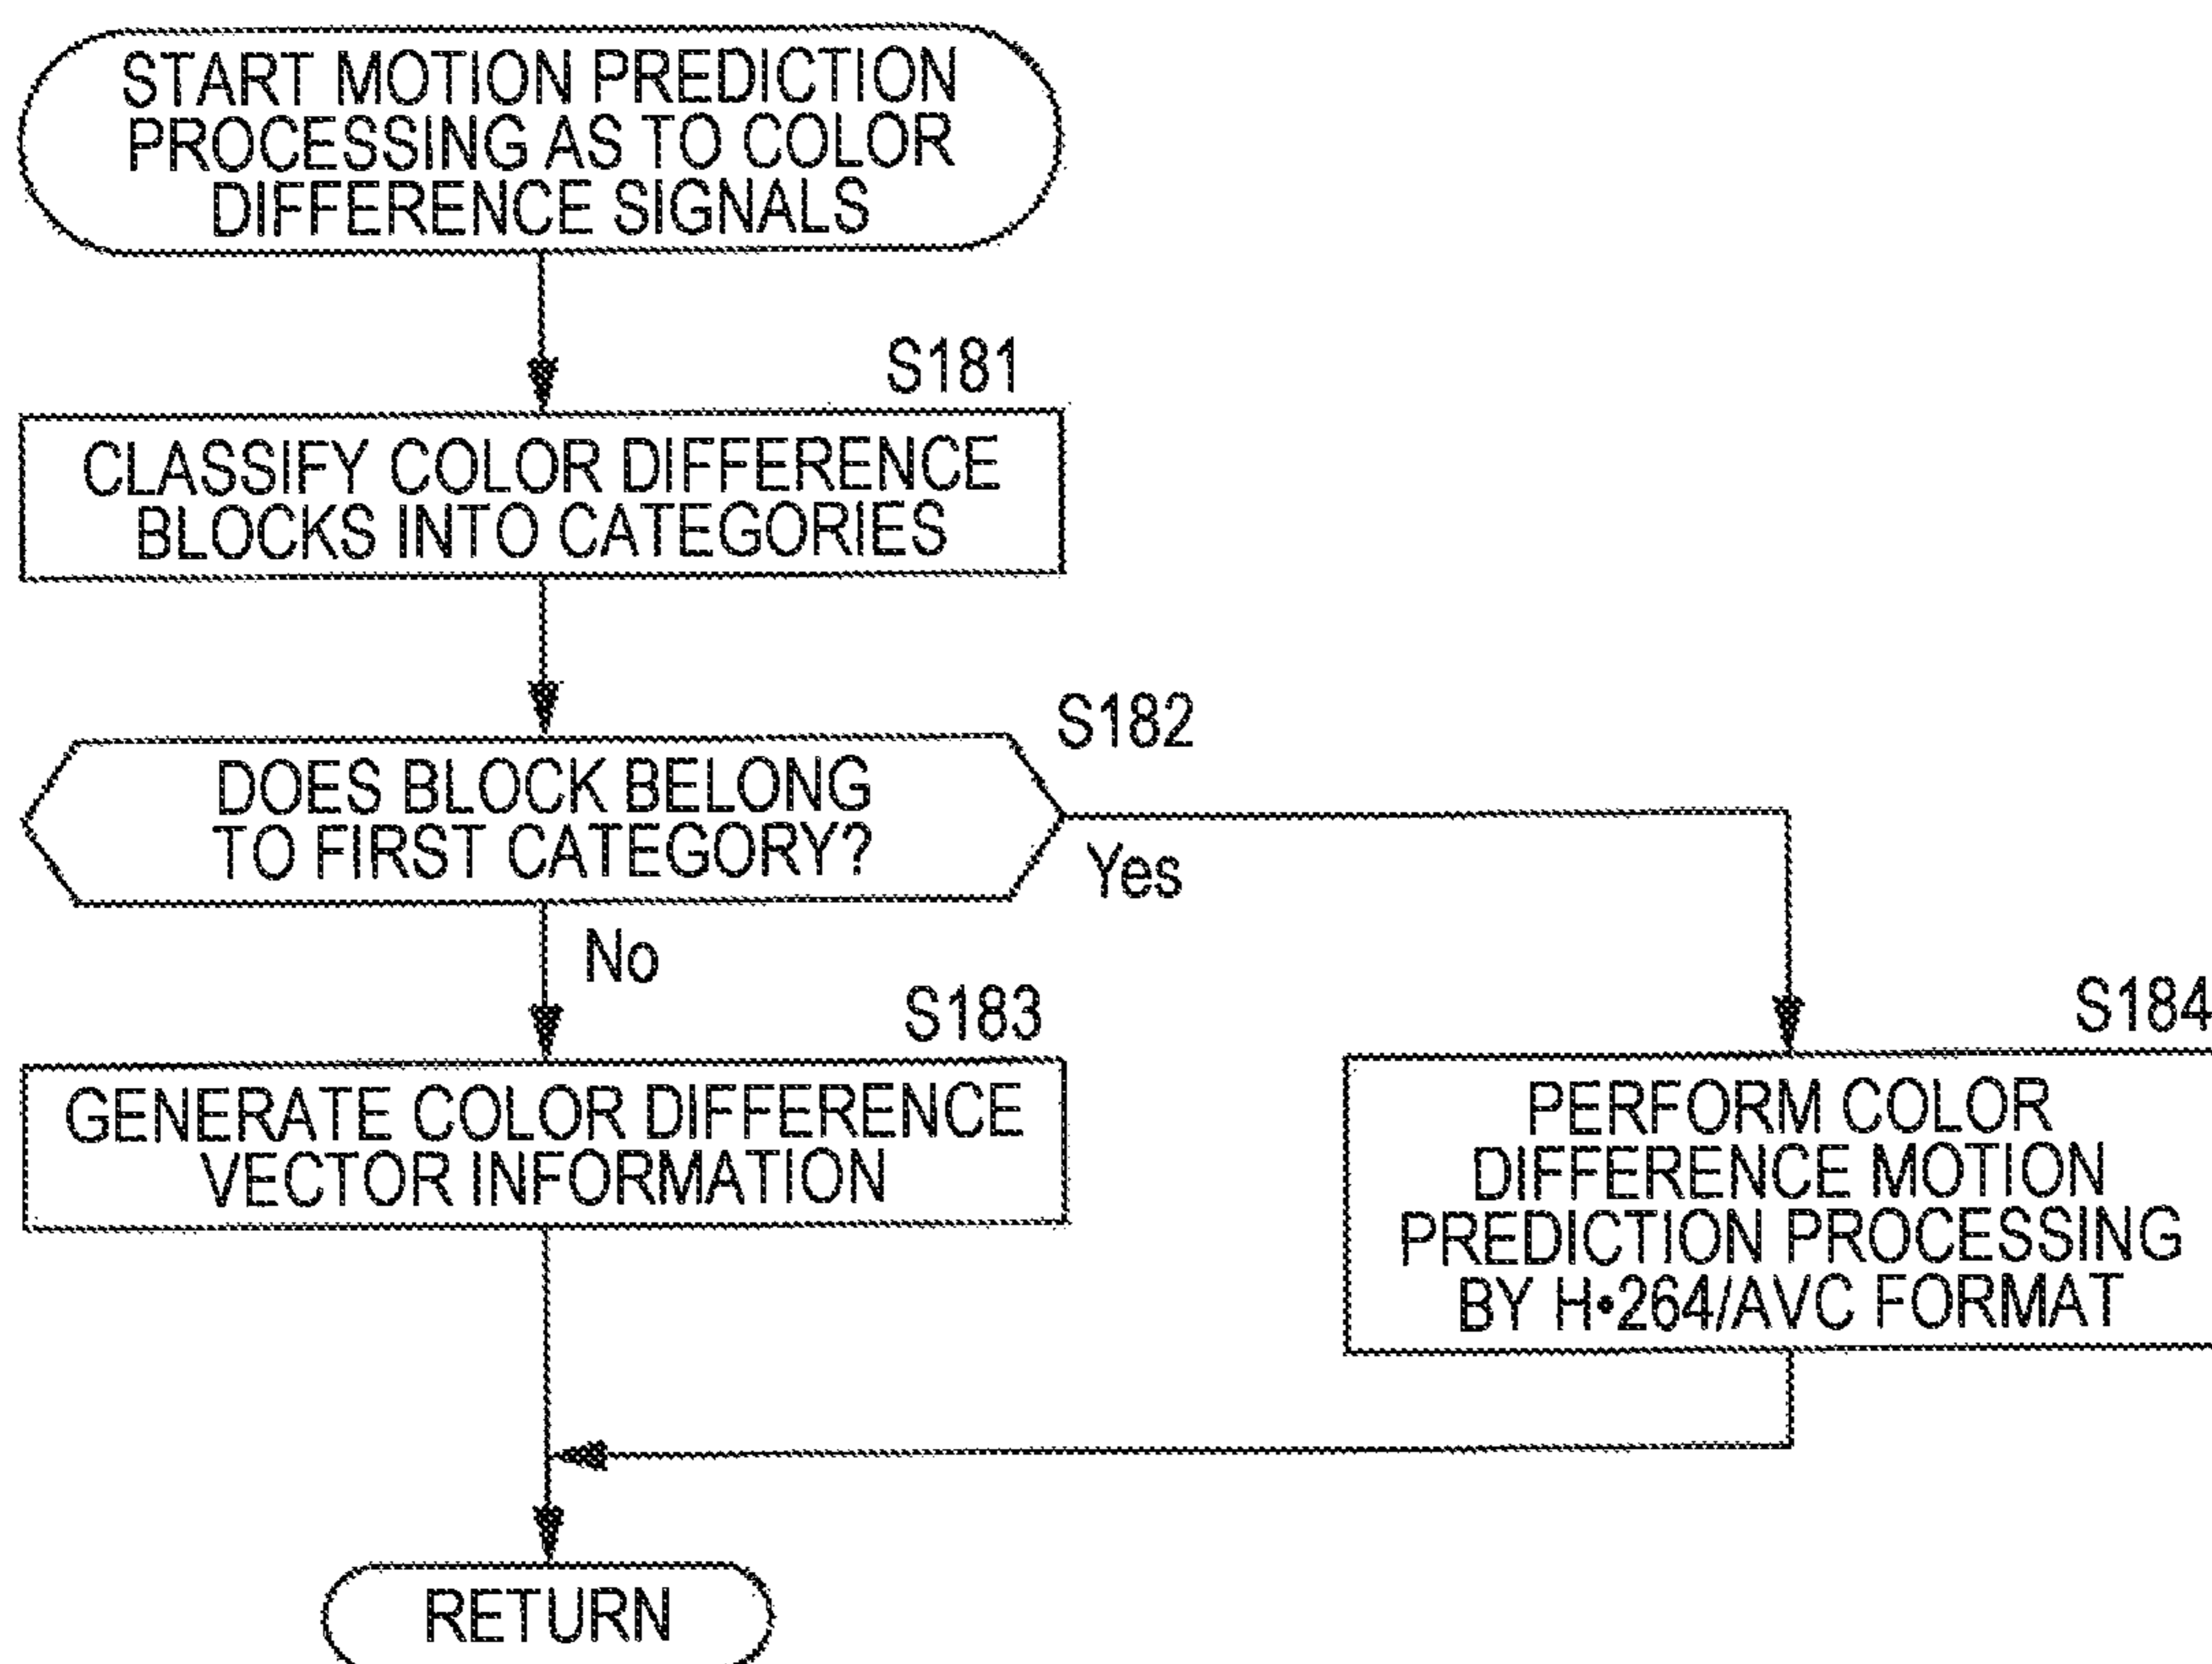 START MOTION PREDICTION
PROCESSING AS TO COLOR
DIFFERENCE SIGNALS
S181
CLASSIFY COLOR DIFFERENCE
BLOCKS INTO CATEGORIES
S182
DOES BLOCK BELONG
TO FIRST CATEGORY?
Yes
No
S183
GENERATE COLOR DIFFERENCE
VECTOR INFORMATION
S184
PERFORM COLOR
DIFFERENCE MOTION
PREDICTION PROCESSING
BY H•264/AVC FORMAT
RETURN